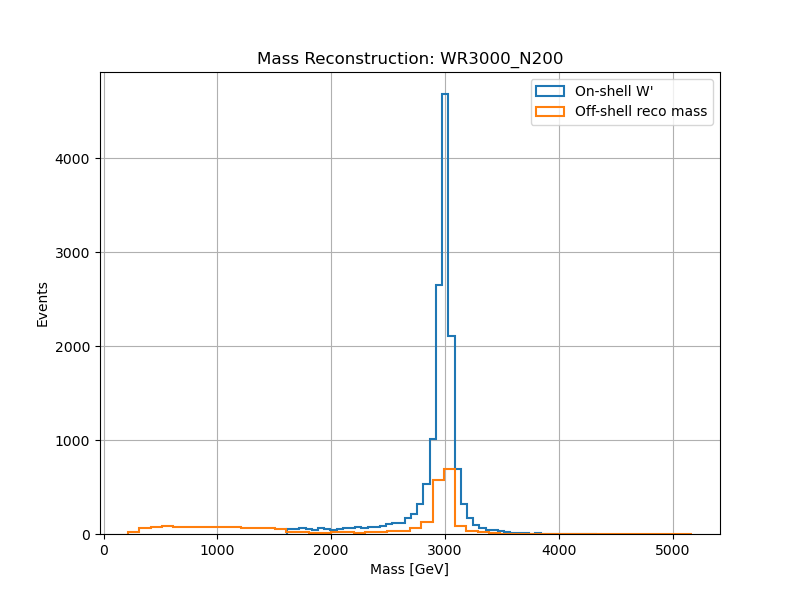 Mass Reconstruction: WR3000_N200
On-shell W'
Off-shell reco mass
4000
3000
2000
1000
0
Events
0 1000 2000 3000 4000 5000
Mass [GeV]